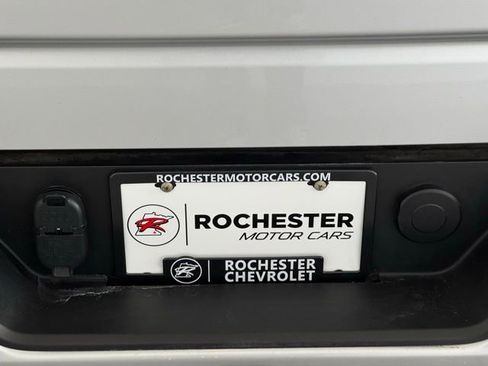 ROCHESTERMOTORCARS.COM
R
ROCHESTER
MOTOR CARS
R
ROCHESTER
CHEVROLET